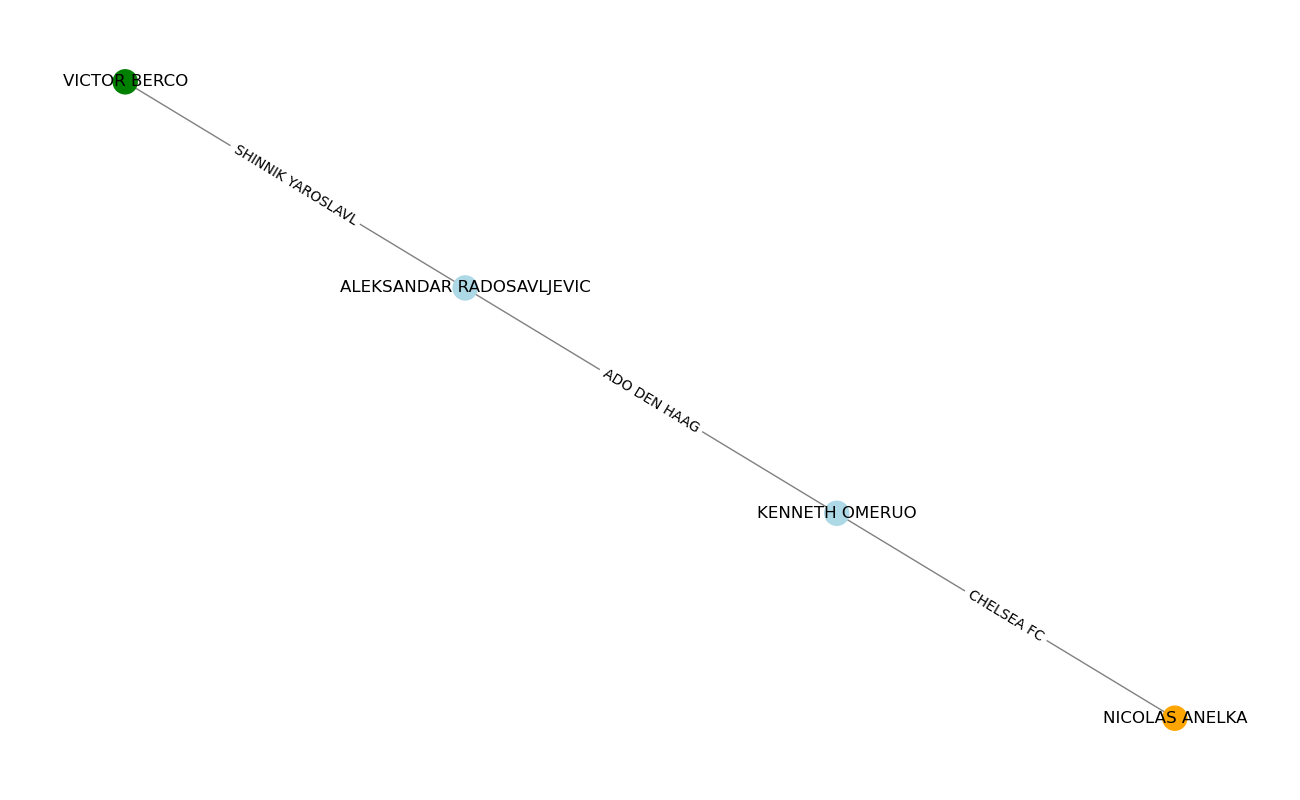 VICTOR BERCO
SHINNIK YAROSLAVL
ALEKSANDAR RADOSAVLJEVIC
ADO DEN HAAG
KENNETH OMERUO
CHELSEA FC
NICOLAS ANELKA